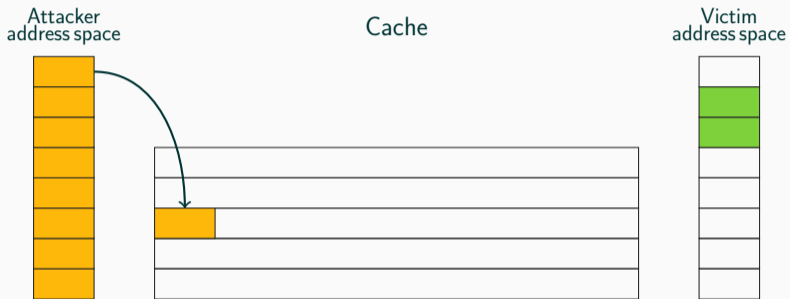 Attacker
address space
Cache
Victim
address space